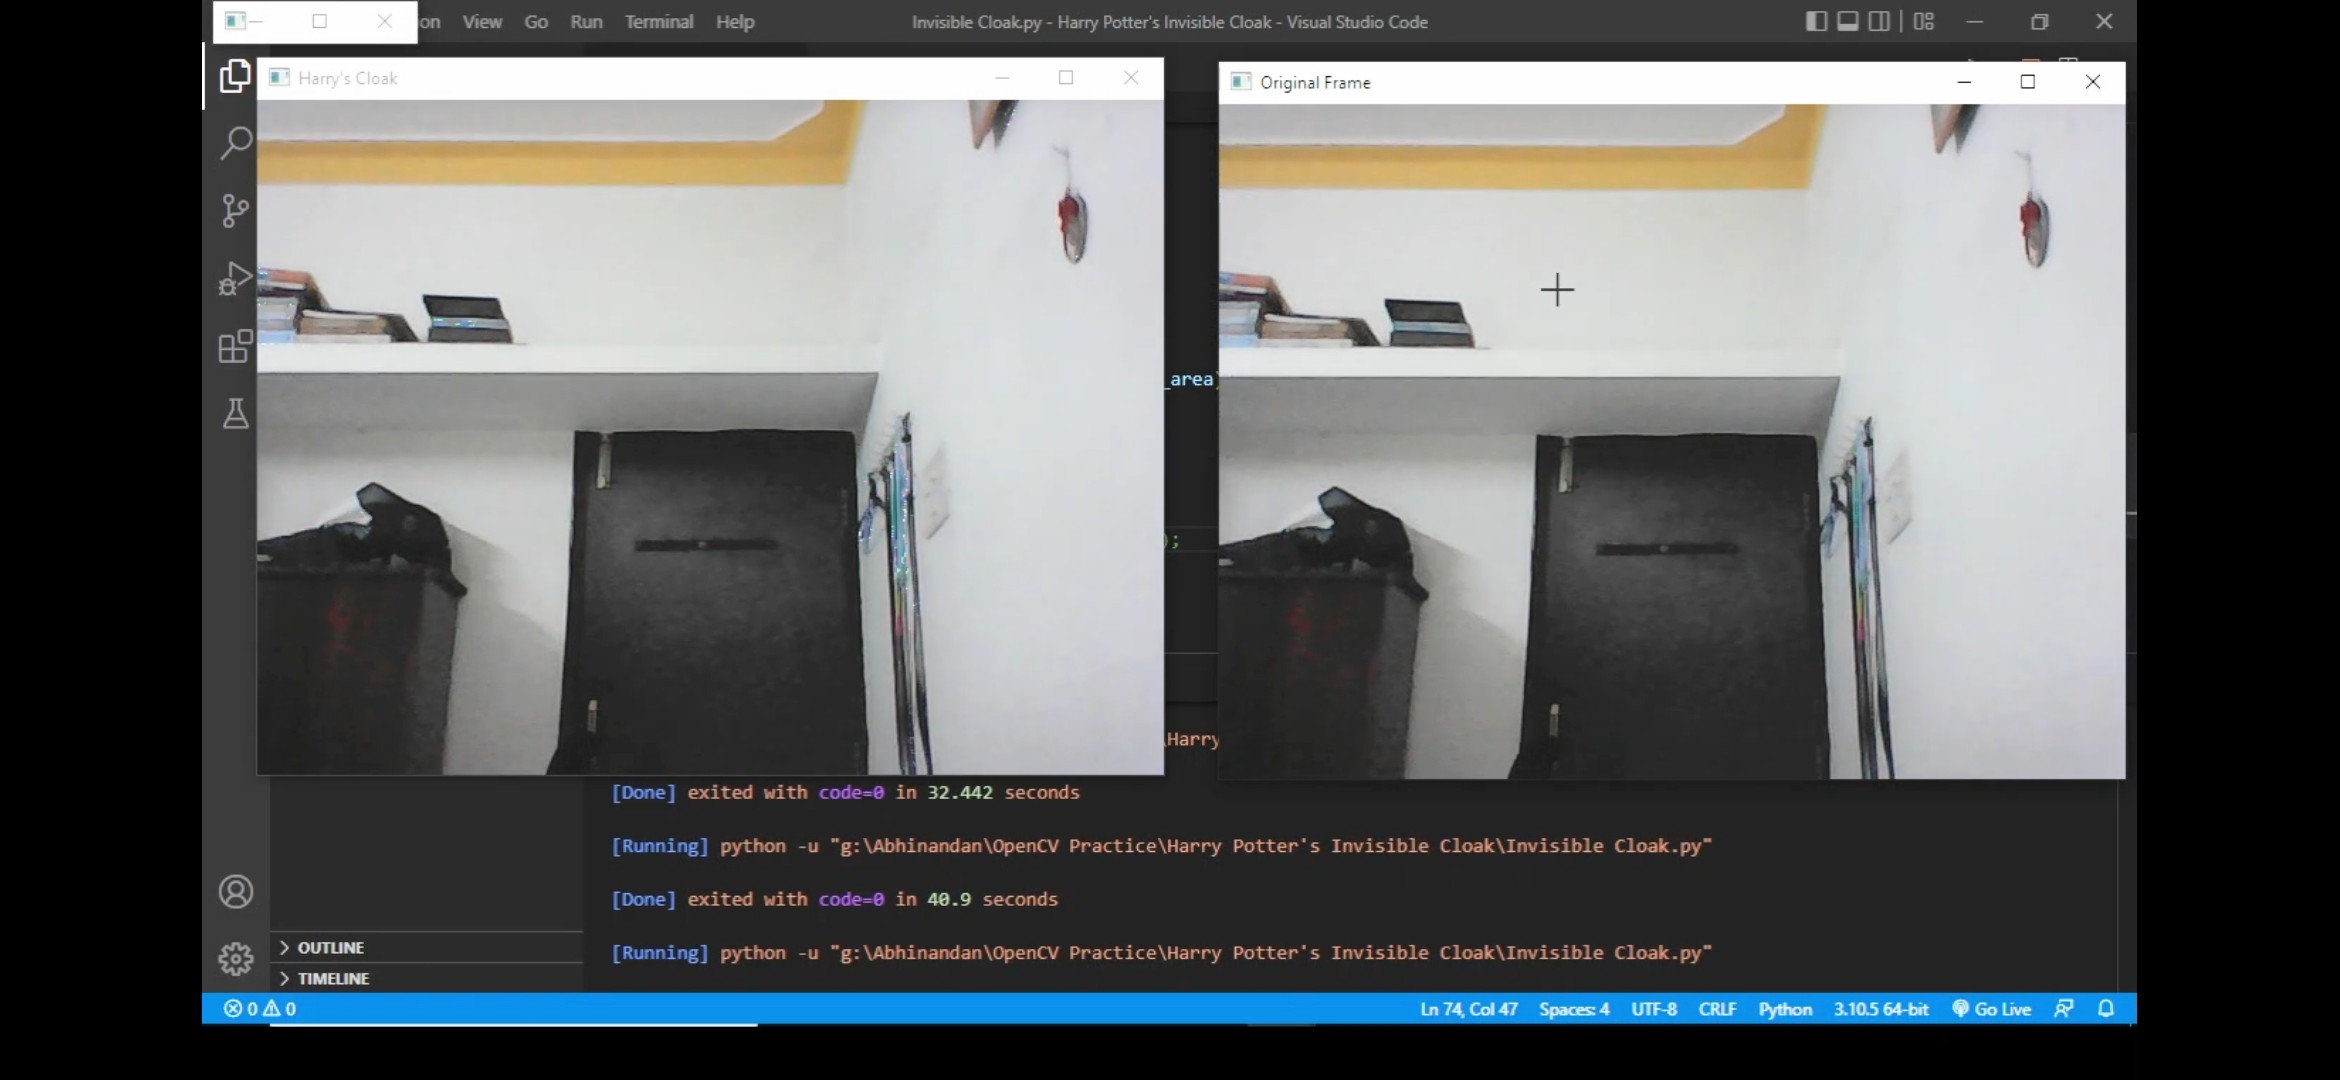 on View Go Run Terminal Help Invisible Cloak.py - Harry Potter's Invisible Cloak - Visual Studio Code
Harry's Cloak
Original Frame
_area)
);
\Harry
[Done] exited with code=0 in 32.442 seconds
[Running] python -u "g:\Abhinandan\OpenCV Practice\Harry Potter's Invisible Cloak\Invisible Cloak.py"
[Done] exited with code=0 in 40.9 seconds
[Running] python -u "g:\Abhinandan\OpenCV Practice\Harry Potter's Invisible Cloak\Invisible Cloak.py"
OUTLINE
TIMELINE
0 0 Ln 74, Col 47 Spaces: 4 UTF-8 CRLF Python 3.10.5 64-bit Go Live